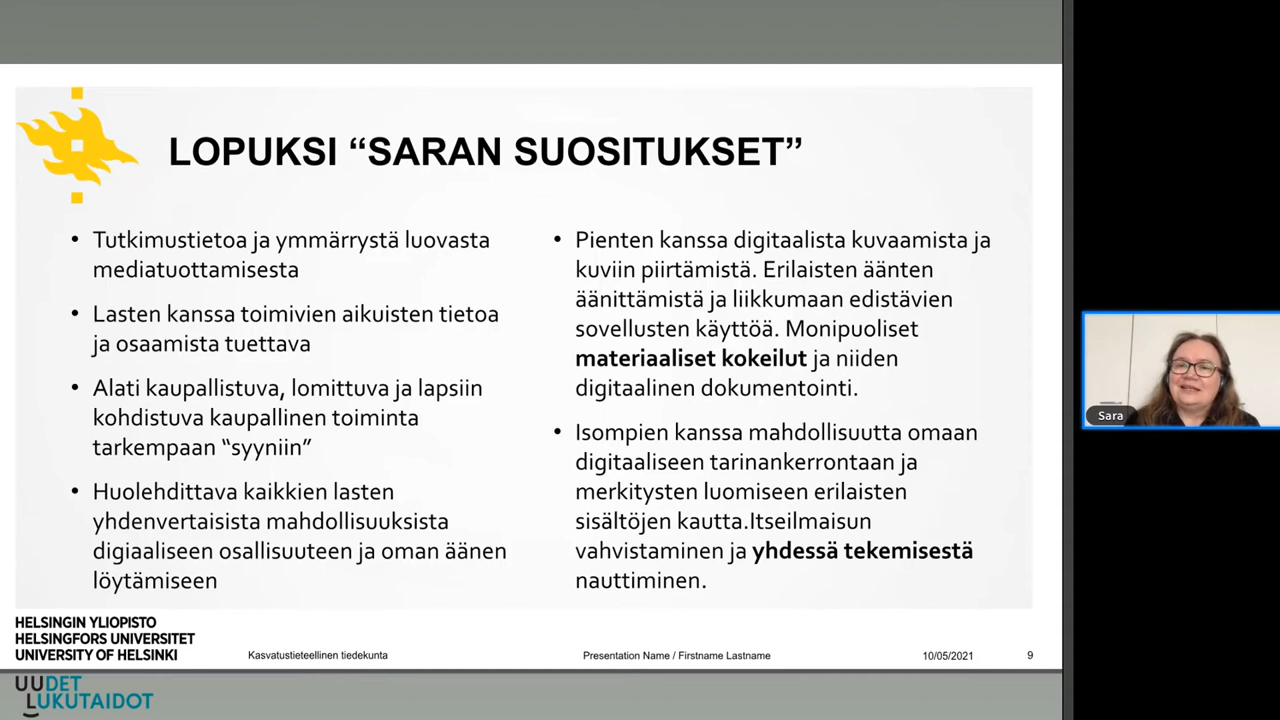 LOPUKSI “SARAN SUOSITUKSET”
• Tutkimustietoa ja ymmärrystä luovasta
mediatuottamisesta
• Lasten kanssa toimivien aikuisten tietoa
ja osaamista tuettava
• Alati kaupallistuva, lomittuva ja lapsiin
kohdistuva kaupallinen toiminta
tarkempaan “syyniin”
• Huolehdittava kaikkien lasten
yhdenvertaisista mahdollisuuksista
digiaaliseen osallisuuteen ja oman äänen
löytämiseen
• Pienten kanssa digitaalista kuvaamista ja
kuviin piirtämistä. Erilaisten äänten
äänittämistä ja liikkumaan edistävien
sovellusten käyttöä. Monipuoliset
materiaaliset kokeilut ja niiden
digitaalinen dokumentointi.
• Isompien kanssa mahdollisuutta omaan
digitaaliseen tarinankerrontaan ja
merkitysten luomiseen erilaisten
sisältöjen kautta.Itseilmaisun
vahvistaminen ja yhdessä tekemisestä
nauttiminen.
Sara
HELSINGIN YLIOPISTO
HELSINGFORS UNIVERSITET
UNIVERSITY OF HELSINKI
Kasvatustieteellinen tiedekunta
Presentation Name / Firstname Lastname
10/05/2021
9
UUDET
LUKUTAIDOT